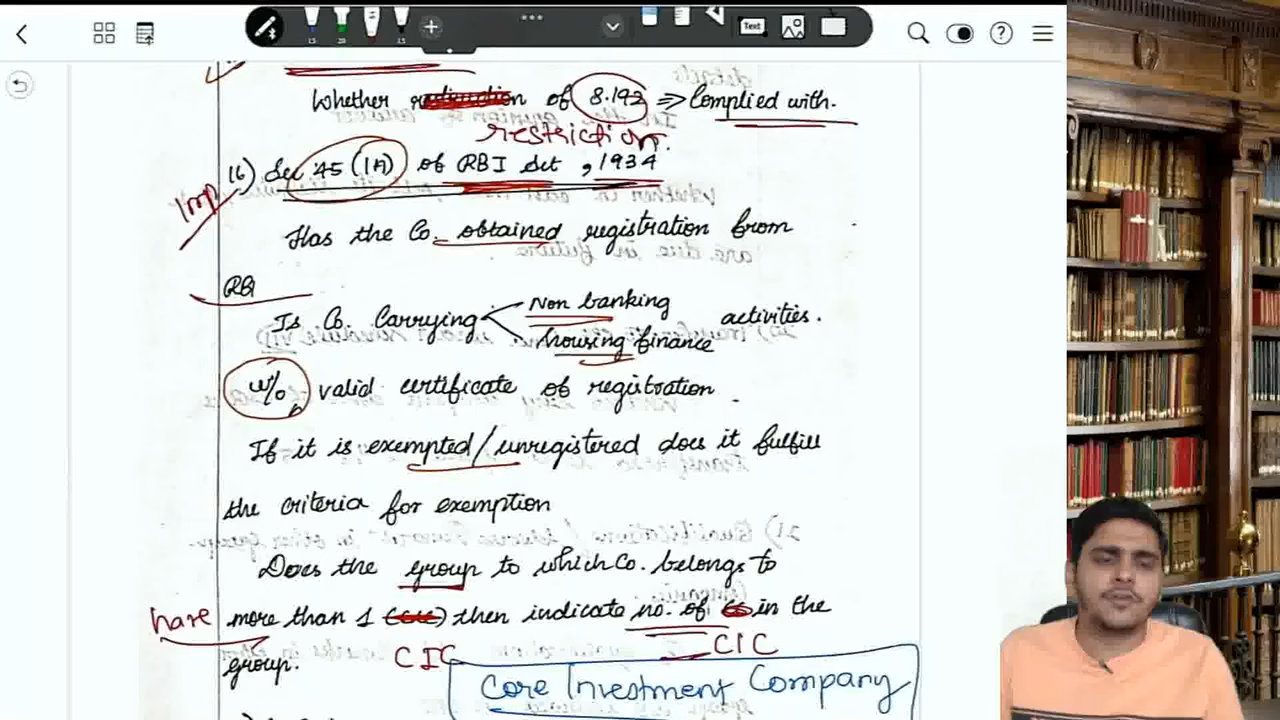 Text
Whether of S.192 ⇒ Complied with.
restriction.
Imp 16) Sec 45 (IA) of RBI Act, 1934
Has the Co. obtained registration from
RBI
Is Co. Carrying Non banking activities.
housing finance
w/o valid certificate of registration
If it is exempted/unregistered does it fulfill
the criteria for exemption
Does the group to which Co. belongs to
have more than 1 then indicate no. of in the
group. CIC CIC
Core Investment Company